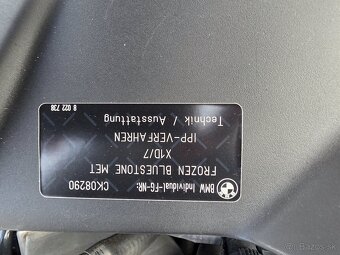 BMW Individual-FG-NR:
CK08290
FROZEN BLUESTONE MET
X1D/7
IPP-VERFAHREN
Technik / Ausstattung
8 022 738